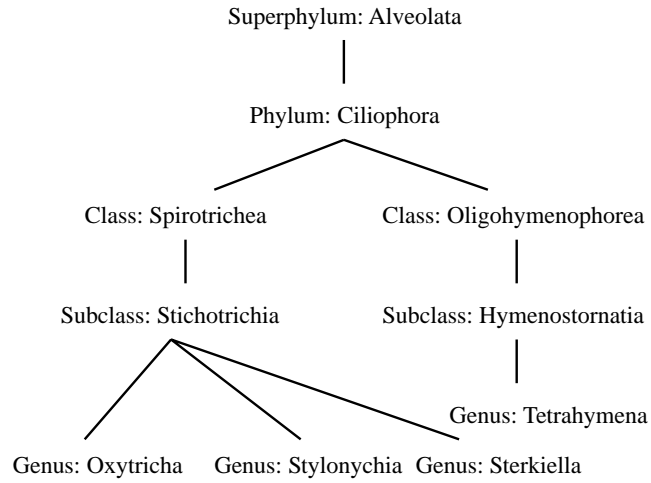 Superphylum: Alveolata
Phylum: Ciliophora
Class: Spirotrichea
Class: Oligohymenophorea
Subclass: Stichotrichia
Subclass: Hymenostornatia
Genus: Tetrahymena
Genus: Oxytricha
Genus: Stylonychia
Genus: Sterkiella